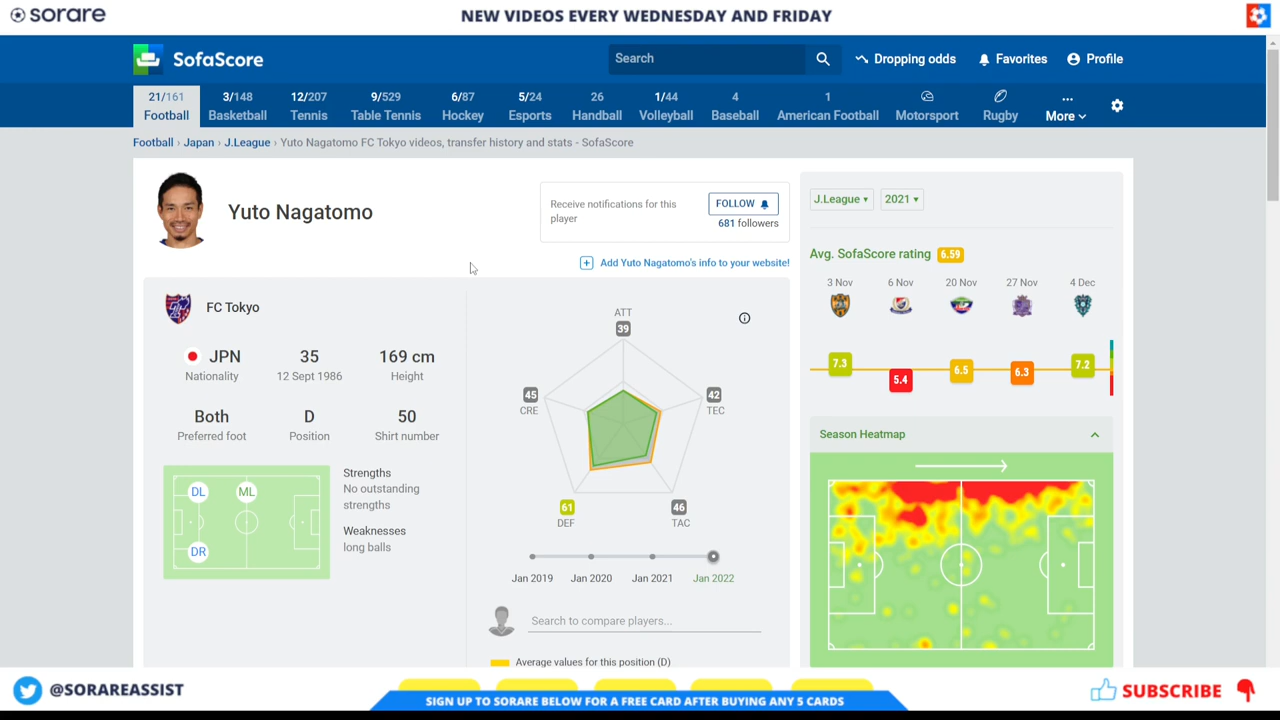 sorare
NEW VIDEOS EVERY WEDNESDAY AND FRIDAY
SofaScore
Search
Dropping odds
Favorites
Profile
21/161
Football
3/148
Basketball
12/207
Tennis
9/529
Table Tennis
6/87
Hockey
5/24
Esports
26
Handball
1/44
Volleyball
4
Baseball
1
American Football
Motorsport
Rugby
More
Football › Japan › J.League › Yuto Nagatomo FC Tokyo videos, transfer history and stats - SofaScore
Yuto Nagatomo
Receive notifications for this
player
FOLLOW
681 followers
Add Yuto Nagatomo's info to your website!
FC Tokyo
JPN
Nationality
35
12 Sept 1986
169 cm
Height
Both
Preferred foot
D
Position
50
Shirt number
DL
ML
DR
Strengths
No outstanding
strengths
Weaknesses
long balls
ATT
39
45
CRE
42
TEC
61
DEF
46
TAC
Jan 2019
Jan 2020
Jan 2021
Jan 2022
Search to compare players...
Average values for this position (D)
J.League ▾
2021 ▾
Avg. SofaScore rating 6.59
3 Nov
6 Nov
20 Nov
27 Nov
4 Dec
7.3
5.4
6.5
6.3
7.2
Season Heatmap
@SORAREASSIST
SIGN UP TO SORARE BELOW FOR A FREE CARD AFTER BUYING ANY 5 CARDS
SUBSCRIBE